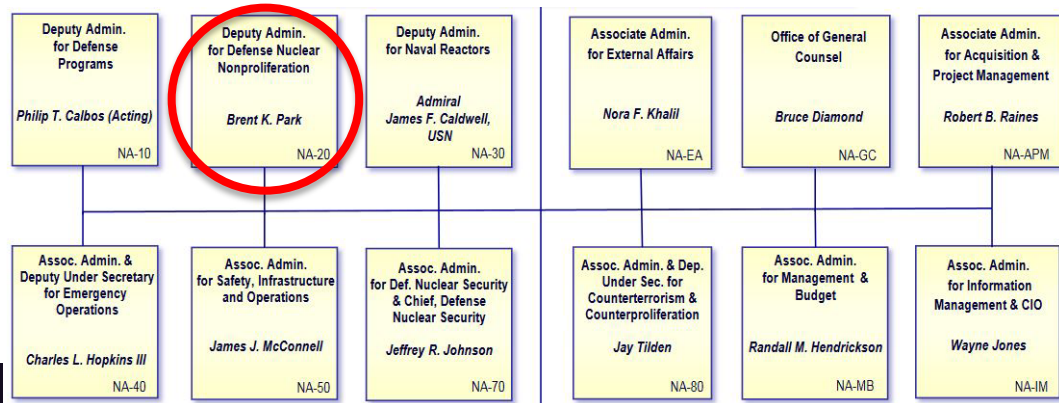 Deputy Admin.
for Defense
Programs
Philip T. Calbos (Acting)
NA-10
Deputy Admin.
for Defense Nuclear
Nonproliferation
Brent K. Park
NA-20
Deputy Admin.
for Naval Reactors
Admiral
James F. Caldwell,
USN
NA-30
Associate Admin.
for External Affairs
Nora F. Khalil
NA-EA
Office of General
Counsel
Bruce Diamond
NA-GC
Associate Admin.
for Acquisition &
Project Management
Robert B. Raines
NA-APM
Assoc. Admin. &
Deputy Under Secretary
for Emergency
Operations
Charles L. Hopkins III
NA-40
Assoc. Admin.
for Safety, Infrastructure
and Operations
James J. McConnell
NA-50
Assoc. Admin.
for Def. Nuclear Security
& Chief, Defense
Nuclear Security
Jeffrey R. Johnson
NA-70
Assoc. Admin. & Dep.
Under Sec. for
Counterterrorism &
Counterproliferation
Jay Tilden
NA-80
Assoc. Admin.
for Management &
Budget
Randall M. Hendrickson
NA-MB
Assoc. Admin.
for Information
Management & CIO
Wayne Jones
NA-IM